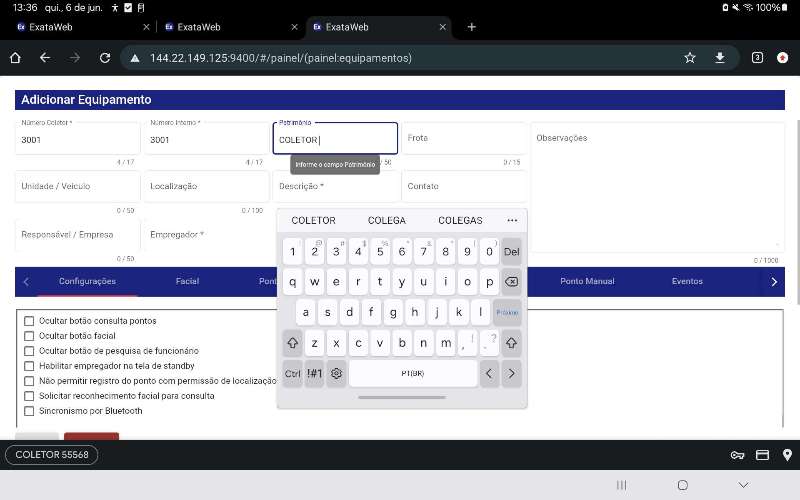 13:36 qui., 6 de jun. 100%
ExataWeb ExataWeb ExataWeb
144.22.149.125:9400/#/painel/(painel:equipamentos) 3
Adicionar Equipamento
Número Coletor * Número Interno * Patrimônio
3001 3001 COLETOR Frota Observações
4 / 17 4 / 17 / 50 0 / 15
Informe o campo Patrimônio
Unidade / Veículo Localização Descrição * Contato
0 / 50 0 / 100
COLETOR COLEGA COLEGAS ...
Responsável / Empresa Empregador *
0 / 50 0 / 1000
1 2 3 4 5 6 7 8 9 0 Del
Configurações Facial Pont Ponto Manual Eventos
q w e r t y u i o p
a s d f g h j k l Próximo
z x c v b n m , ! . ?
Ctrl !#1 PT(BR)
Ocultar botão consulta pontos
Ocultar botão facial
Ocultar botão de pesquisa de funcionário
Habilitar empregador na tela de standby
Não permitir registro do ponto com permissão de localização
Solicitar reconhecimento facial para consulta
Sincronismo por Bluetooth
COLETOR 55568